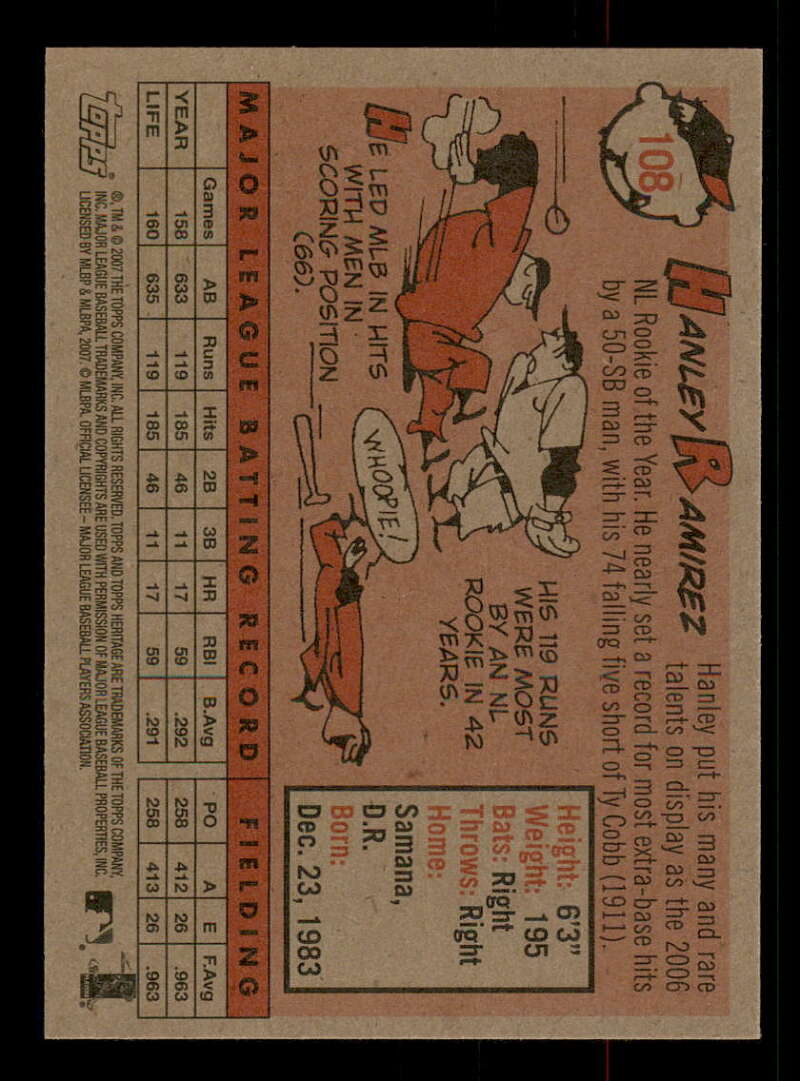 108
HANLEY RAMIREZ
Hanley put his many and rare
talents on display as the 2006
NL Rookie of the Year. He nearly set a record for most extra-base hits
by a 50-SB man, with his 74 falling five short of Ty Cobb (1911).
HE LED MLB IN HITS
WITH MEN IN
SCORING POSITION
(66).
WHOOPIE!
HIS 119 RUNS
WERE MOST
BY AN NL
ROOKIE IN 42
YEARS.
Height: 6'3"
Weight: 195
Bats: Right
Throws: Right
Home:
Samana,
D.R.
Born:
Dec. 23, 1983
MAJOR LEAGUE BATTING RECORD FIELDING
Games AB Runs Hits 2B 3B HR RBI B.Avg PO A E F.Avg
YEAR 158 633 119 185 46 11 17 59 .292 258 412 26 .963
LIFE 160 635 119 185 46 11 17 59 .291 258 413 26 .963
Topps®
®, TM & © 2007 THE TOPPS COMPANY, INC. ALL RIGHTS RESERVED. TOPPS AND TOPPS HERITAGE ARE TRADEMARKS OF THE TOPPS COMPANY,
INC. MAJOR LEAGUE BASEBALL TRADEMARKS AND COPYRIGHTS ARE USED WITH PERMISSION OF MAJOR LEAGUE BASEBALL PROPERTIES, INC.
LICENSED BY MLBP & MLBPA, 2007. © MLBPA. OFFICIAL LICENSEE – MAJOR LEAGUE BASEBALL PLAYERS ASSOCIATION.